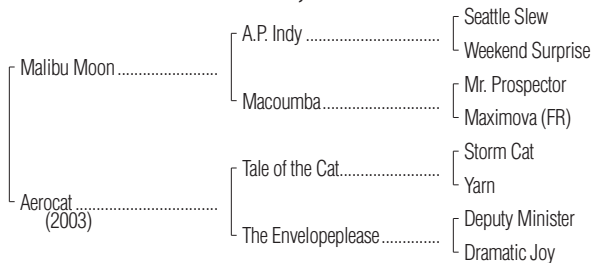 Seattle Slew
A.P. Indy ..............................
Weekend Surprise
Malibu Moon ......................
Mr. Prospector
Macoumba ..........................
Maximova (FR)
Storm Cat
Tale of the Cat......................
Yarn
Aerocat ...............................
(2003)
Deputy Minister
The Envelopeplease.............
Dramatic Joy